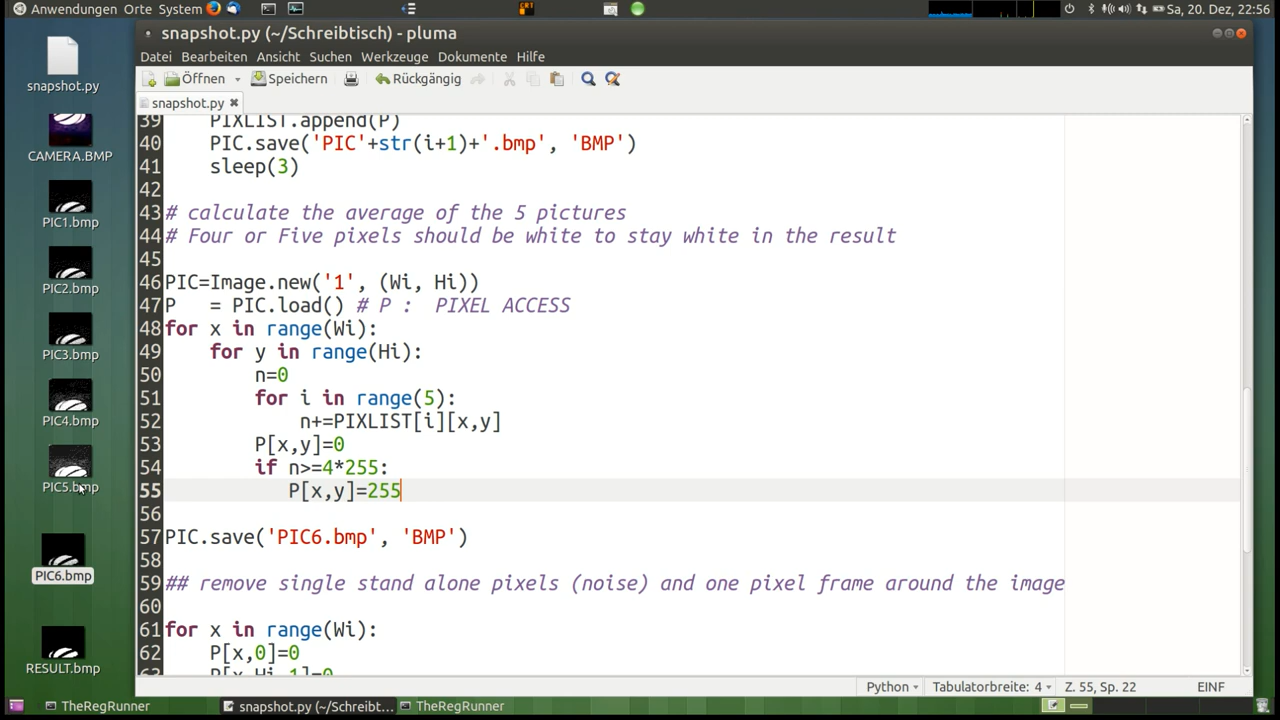 Anwendungen Orte System
Sa, 20. Dez, 22:56
snapshot.py (~/Schreibtisch) - pluma
Datei Bearbeiten Ansicht Suchen Werkzeuge Dokumente Hilfe
Öffnen Speichern Rückgängig
snapshot.py
39 PIXLIST.append(P)
40 PIC.save('PIC'+str(i+1)+'.bmp', 'BMP')
41 sleep(3)
42
43 # calculate the average of the 5 pictures
44 # Four or Five pixels should be white to stay white in the result
45
46 PIC=Image.new('1', (Wi, Hi))
47 P = PIC.load() # P : PIXEL ACCESS
48 for x in range(Wi):
49 for y in range(Hi):
50 n=0
51 for i in range(5):
52 n+=PIXLIST[i][x,y]
53 P[x,y]=0
54 if n>=4*255:
55 P[x,y]=255
56
57 PIC.save('PIC6.bmp', 'BMP')
58
59 ## remove single stand alone pixels (noise) and one pixel frame around the image
60
61 for x in range(Wi):
62 P[x,0]=0
63 P[x,Hi-1]=0
Python Tabulatorbreite: 4 Z. 55, Sp. 22 EINF
snapshot.py
CAMERA.BMP
PIC1.bmp
PIC2.bmp
PIC3.bmp
PIC4.bmp
PIC5.bmp
PIC6.bmp
RESULT.bmp
TheRegRunner snapshot.py (~/Schreibt... TheRegRunner